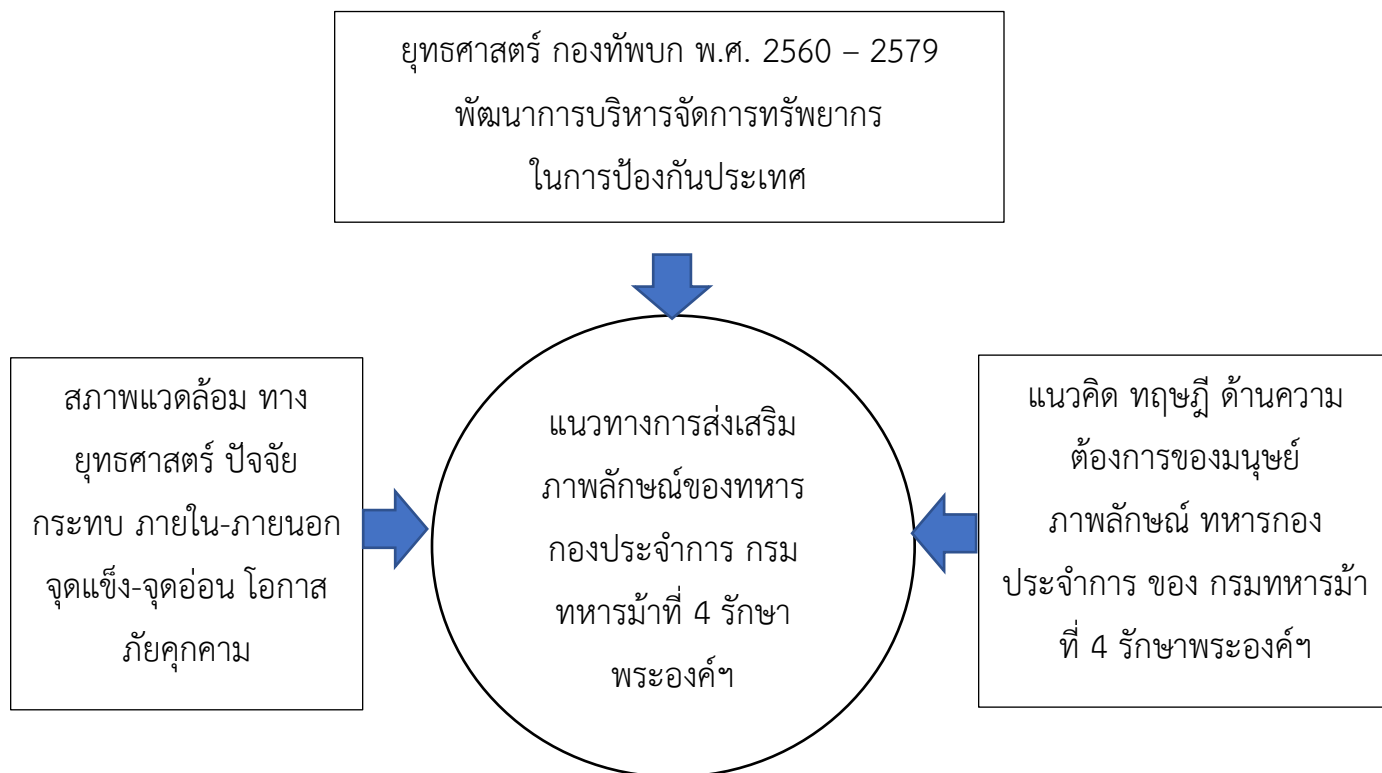 ยุทธศาสตร์ กองทัพบก พ.ศ. 2560 – 2579
พัฒนาการบริหารจัดการทรัพยากร
ในการป้องกันประเทศ
สภาพแวดล้อม ทาง
ยุทธศาสตร์ ปัจจัย
กระทบ ภายใน-ภายนอก
จุดแข็ง-จุดอ่อน โอกาส
ภัยคุกคาม
แนวทางการส่งเสริม
ภาพลักษณ์ของทหาร
กองประจำการ กรม
ทหารม้าที่ 4 รักษา
พระองค์ฯ
แนวคิด ทฤษฎี ด้านความ
ต้องการของมนุษย์
ภาพลักษณ์ ทหารกอง
ประจำการ ของ กรมทหารม้า
ที่ 4 รักษาพระองค์ฯ